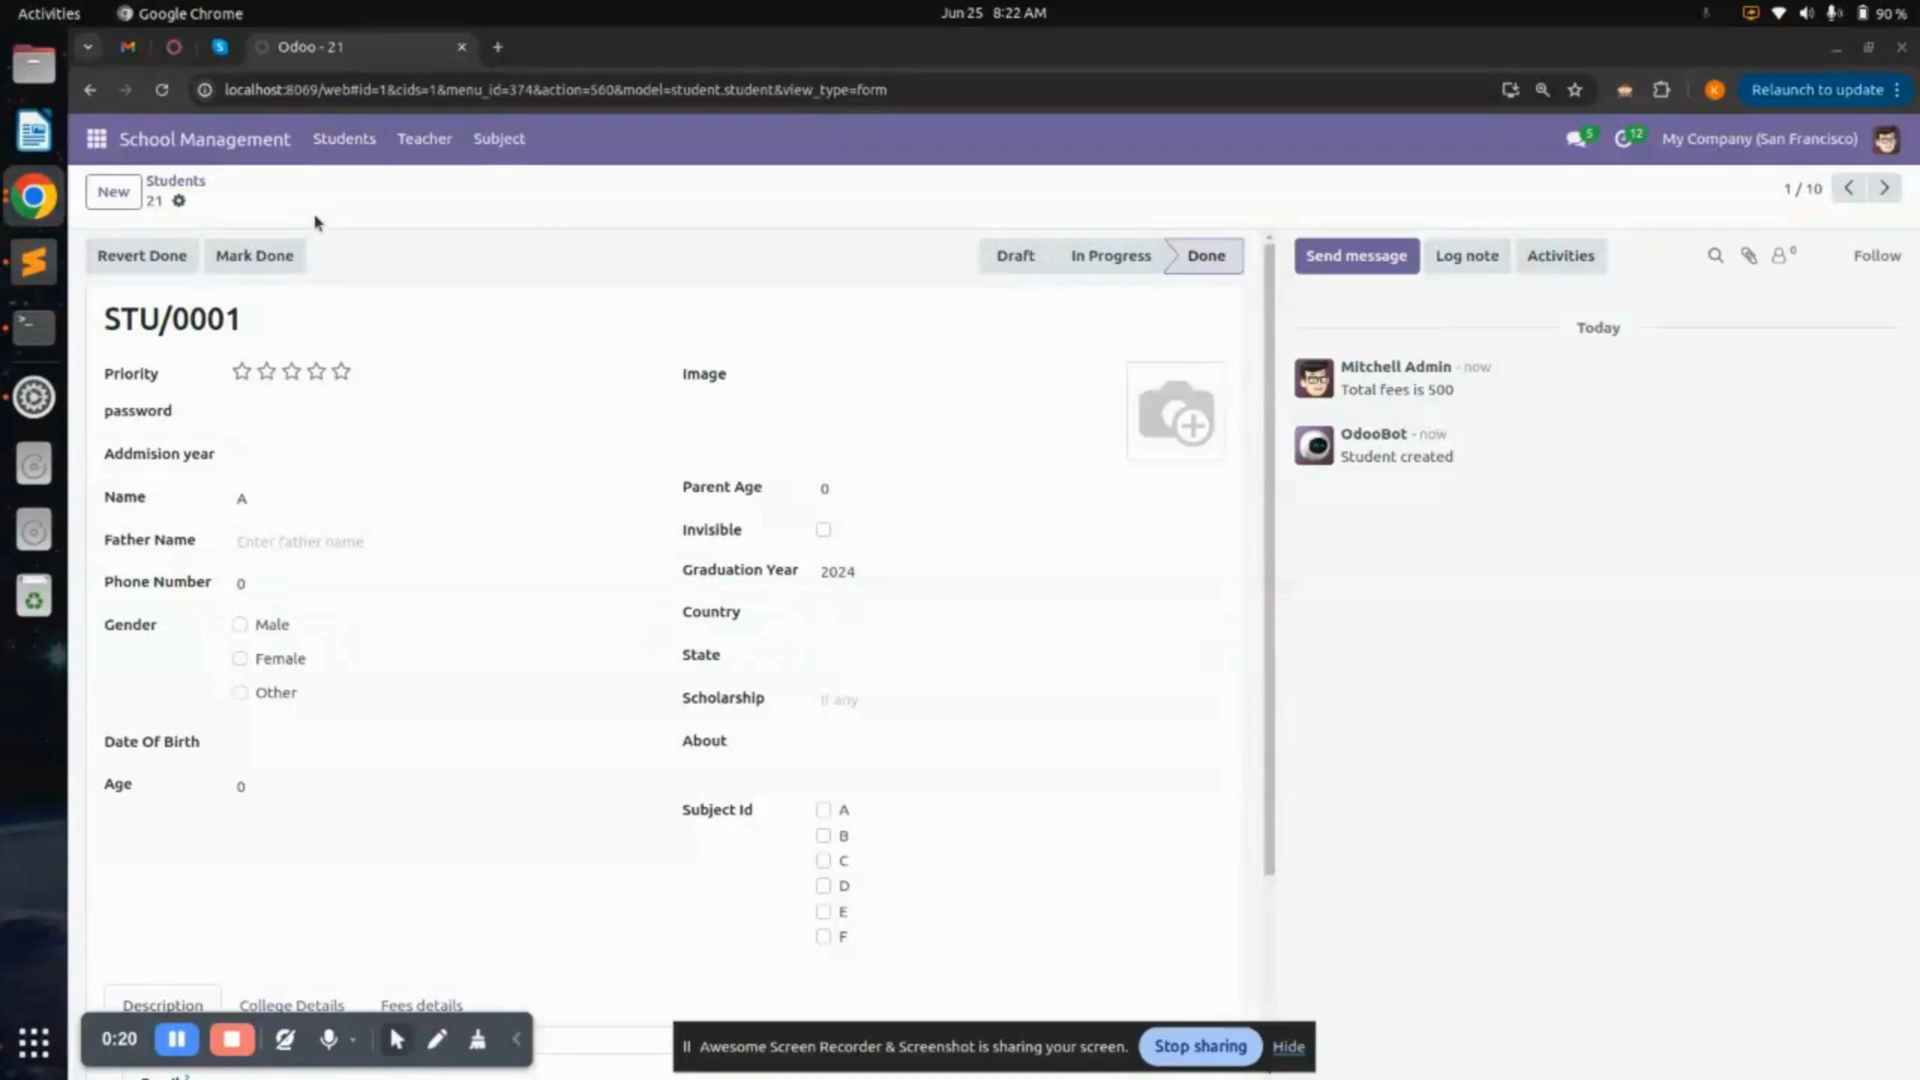 Activities
Google Chrome
Jun 25 8:22 AM
90 %
Odoo - 21
localhost:8069/web#id=1&cids=1&menu_id=374&action=560&model=student.student&view_type=form
K
Relaunch to update
School Management
Students
Teacher
Subject
5
12
My Company (San Francisco)
New
Students
21
1 / 10
Revert Done
Mark Done
Draft
In Progress
Done
Send message
Log note
Activities
0
Follow
STU/0001
Today
Priority
Image
Mitchell Admin - now
Total fees is 500
password
OdooBot - now
Student created
Addmision year
Name
A
Parent Age
0
Father Name
Enter father name
Invisible
Phone Number
0
Graduation Year
2024
Gender
Male
Female
Other
Country
State
Scholarship
If any
Date Of Birth
About
Age
0
Subject Id
A
B
C
D
E
F
Description
College Details
Fees details
0:20
Awesome Screen Recorder & Screenshot is sharing your screen.
Stop sharing
Hide